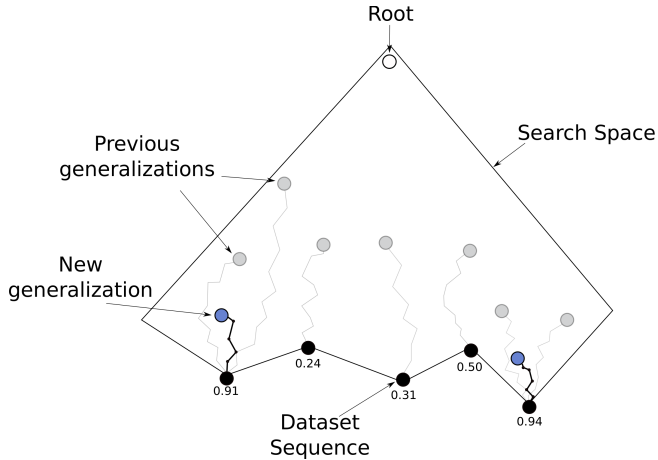 Root
Search Space
Previous
generalizations
New
generalization
0.91
0.24
0.31
0.50
0.94
Dataset
Sequence